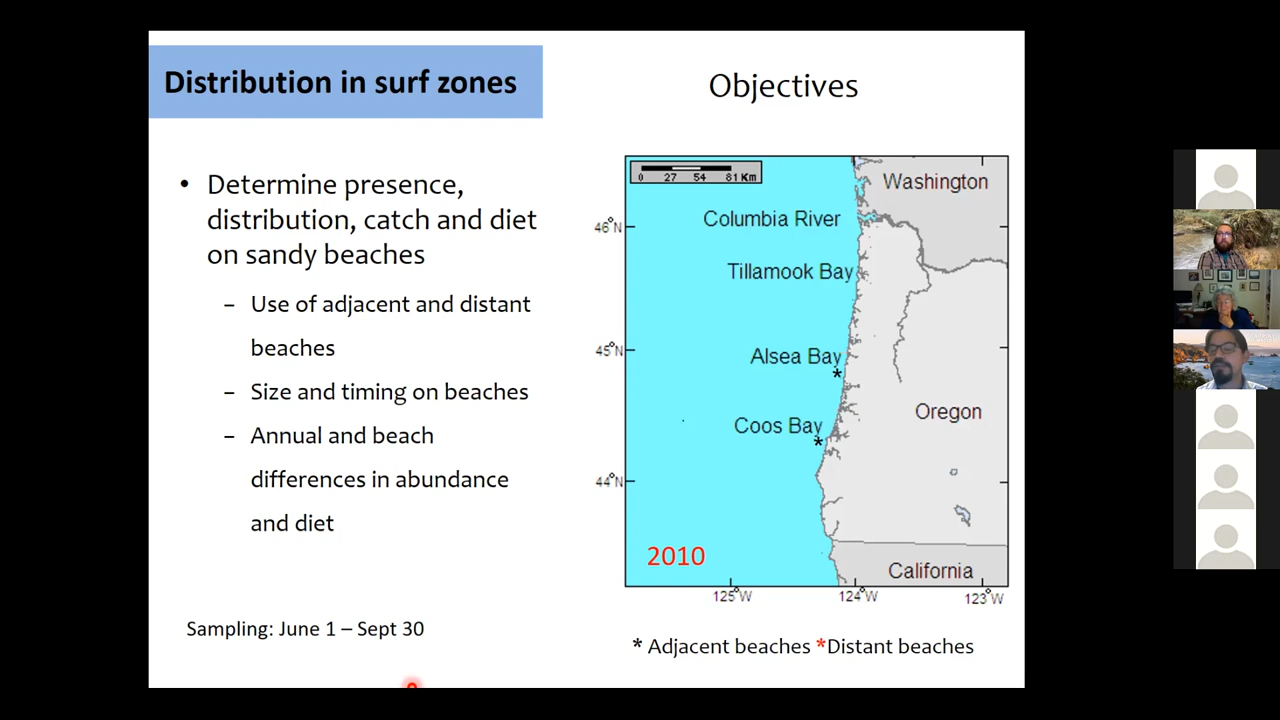 Distribution in surf zones
Objectives
• Determine presence,
distribution, catch and diet
on sandy beaches
– Use of adjacent and distant
beaches
– Size and timing on beaches
– Annual and beach
differences in abundance
and diet
Sampling: June 1 – Sept 30
0 27 54 81 Km
Washington
46°N
Columbia River
Tillamook Bay
45°N
Alsea Bay
*
Oregon
Coos Bay
*
44°N
2010
California
125°W 124°W 123°W
* Adjacent beaches *Distant beaches